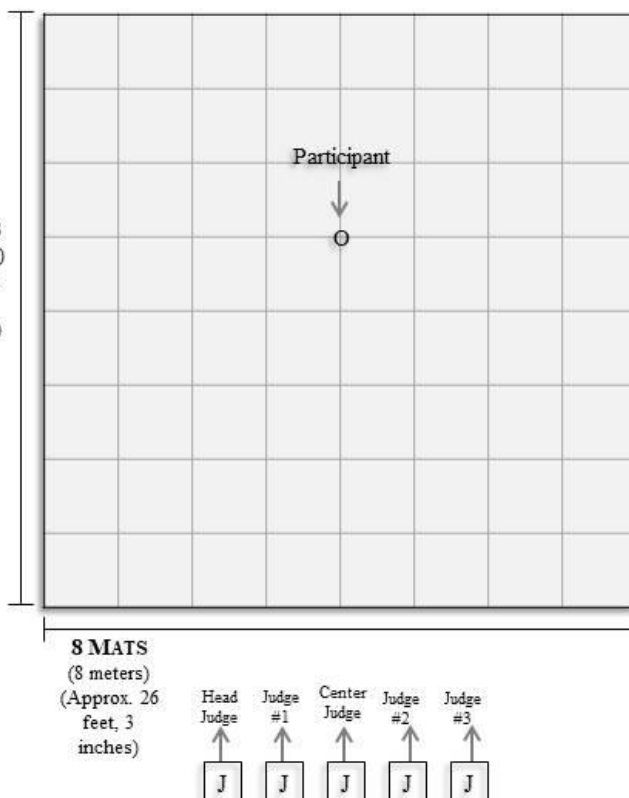 Participant
O
8 MATS
(8 meters)
(Approx. 26
feet, 3
inches)
Head
Judge
Judge
#1
Center
Judge
Judge
#2
Judge
#3
J J J J J